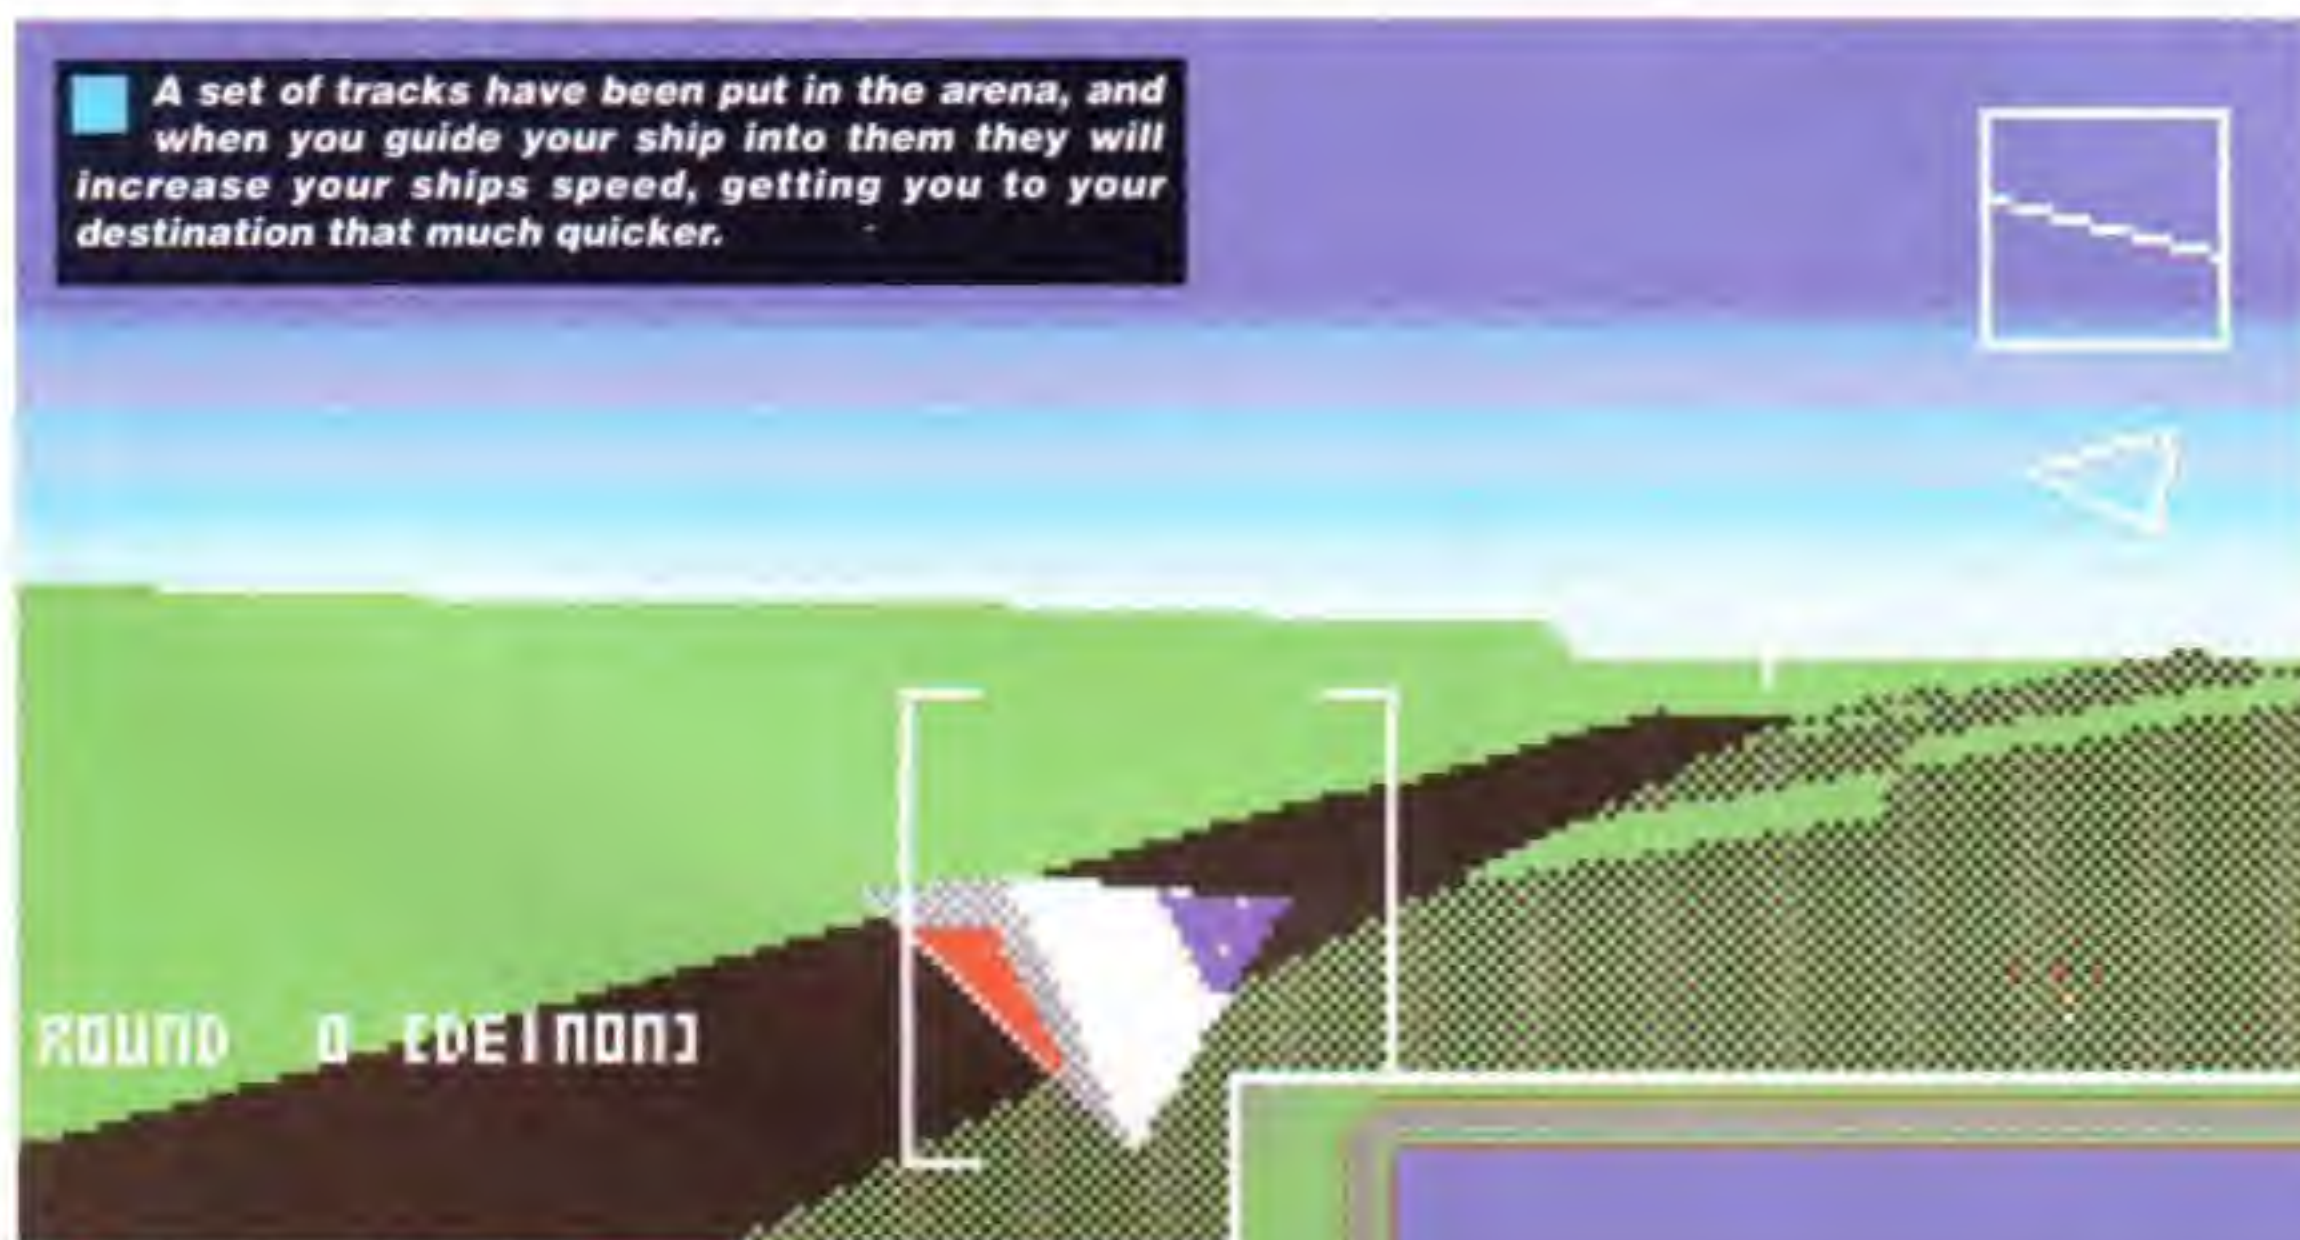 A set of tracks have been put in the arena, and
when you guide your ship into them they will
increase your ships speed, getting you to your
destination that much quicker.
ROUND 0 [DEINON]